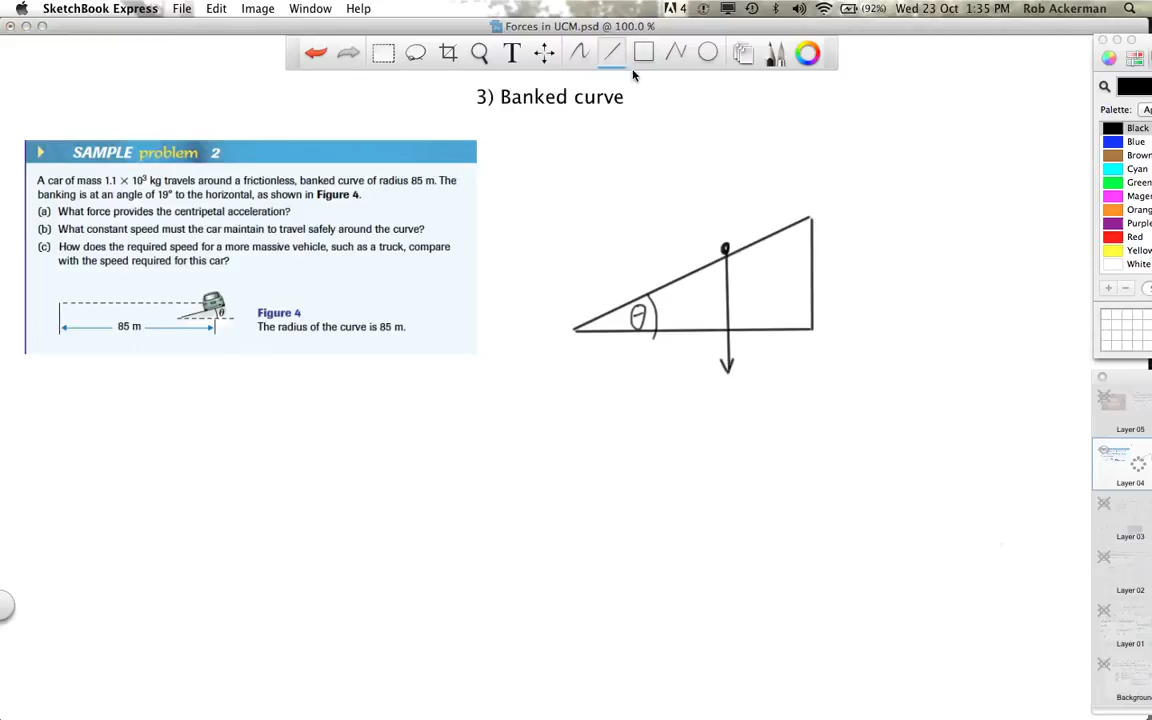 SketchBook Express File Edit Image Window Help 4 (92%) Wed 23 Oct 1:35 PM Rob Ackerman
Forces in UCM.psd @ 100.0 %
T
3) Banked curve
SAMPLE problem 2
A car of mass 1.1 × 10³ kg travels around a frictionless, banked curve of radius 85 m. The
banking is at an angle of 19° to the horizontal, as shown in Figure 4.
(a) What force provides the centripetal acceleration?
(b) What constant speed must the car maintain to travel safely around the curve?
(c) How does the required speed for a more massive vehicle, such as a truck, compare
with the speed required for this car?
θ
85 m
Figure 4
The radius of the curve is 85 m.
θ
Palette:
Black
Blue
Brown
Cyan
Green
Purple
Red
Yellow
White
Layer 05
Layer 04
Layer 03
Layer 02
Layer 01